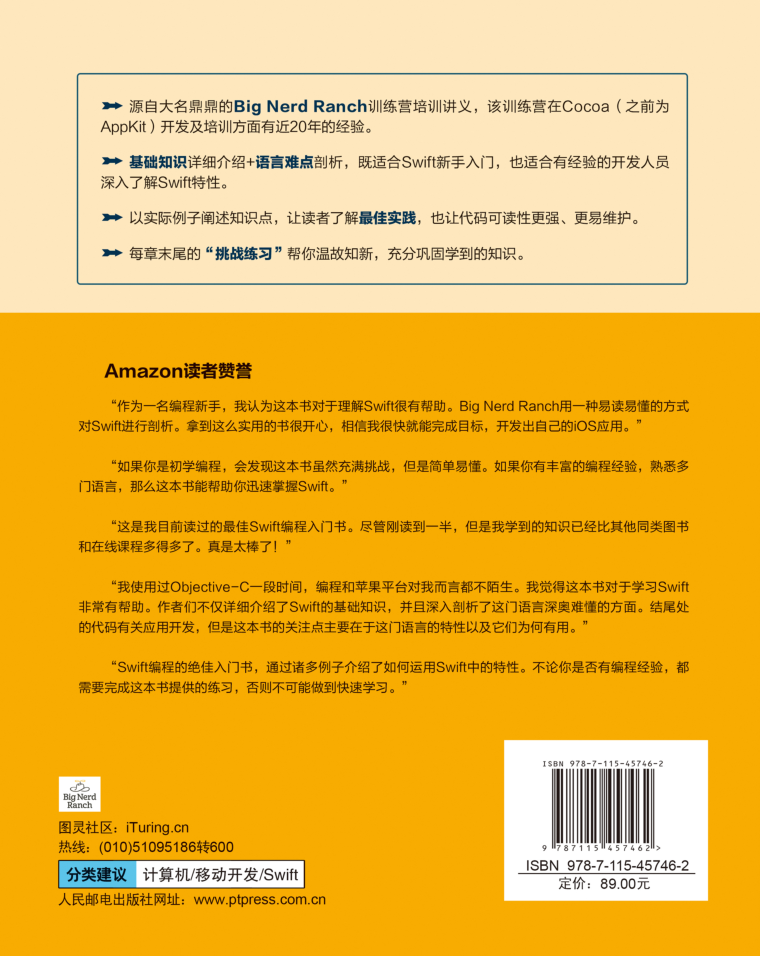 ➳ 源自大名鼎鼎的Big Nerd Ranch训练营培训讲义，该训练营在Cocoa（之前为
AppKit）开发及培训方面有近20年的经验。
➳ 基础知识详细介绍+语言难点剖析，既适合Swift新手入门，也适合有经验的开发人员
深入了解Swift特性。
➳ 以实际例子阐述知识点，让读者了解最佳实践，也让代码可读性更强、更易维护。
➳ 每章末尾的“挑战练习”帮你温故知新，充分巩固学到的知识。
Amazon读者赞誉
“作为一名编程新手，我认为这本书对于理解Swift很有帮助。Big Nerd Ranch用一种易读易懂的方式
对Swift进行剖析。拿到这么实用的书很开心，相信我很快就能完成目标，开发出自己的iOS应用。”
“如果你是初学编程，会发现这本书虽然充满挑战，但是简单易懂。如果你有丰富的编程经验，熟悉多
门语言，那么这本书能帮助你迅速掌握Swift。”
“这是我目前读过的最佳Swift编程入门书。尽管刚读到一半，但是我学到的知识已经比其他同类图书
和在线课程多得多了。真是太棒了！”
“我使用过Objective-C一段时间，编程和苹果平台对我而言都不陌生。我觉得这本书对于学习Swift
非常有帮助。作者们不仅详细介绍了Swift的基础知识，并且深入剖析了这门语言深奥难懂的方面。结尾处
的代码有关应用开发，但是这本书的关注点主要在于这门语言的特性以及它们为何有用。”
“Swift编程的绝佳入门书，通过诸多例子介绍了如何运用Swift中的特性。不论你是否有编程经验，都
需要完成这本书提供的练习，否则不可能做到快速学习。”
Big Nerd
Ranch
图灵社区：iTuring.cn
热线：(010)51095186转600
分类建议 计算机/移动开发/Swift
人民邮电出版社网址：www.ptpress.com.cn
ISBN 978-7-115-45746-2
9 787115 457462 >
ISBN 978-7-115-45746-2
定价：89.00元